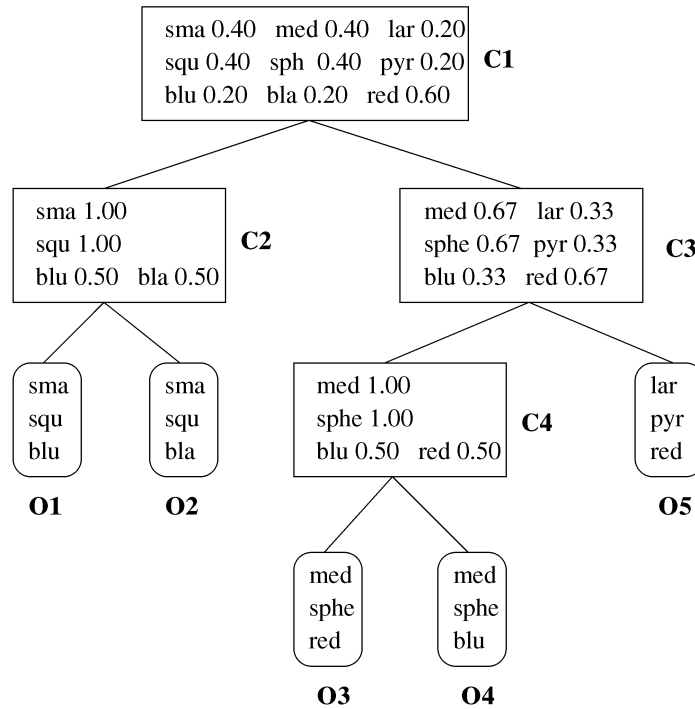 sma 0.40 med 0.40 lar 0.20
squ 0.40 sph 0.40 pyr 0.20
blu 0.20 bla 0.20 red 0.60
C1
sma 1.00
squ 1.00
blu 0.50 bla 0.50
C2
med 0.67 lar 0.33
sphe 0.67 pyr 0.33
blu 0.33 red 0.67
C3
sma
squ
blu
O1
sma
squ
bla
O2
med 1.00
sphe 1.00
blu 0.50 red 0.50
C4
lar
pyr
red
O5
med
sphe
red
O3
med
sphe
blu
O4